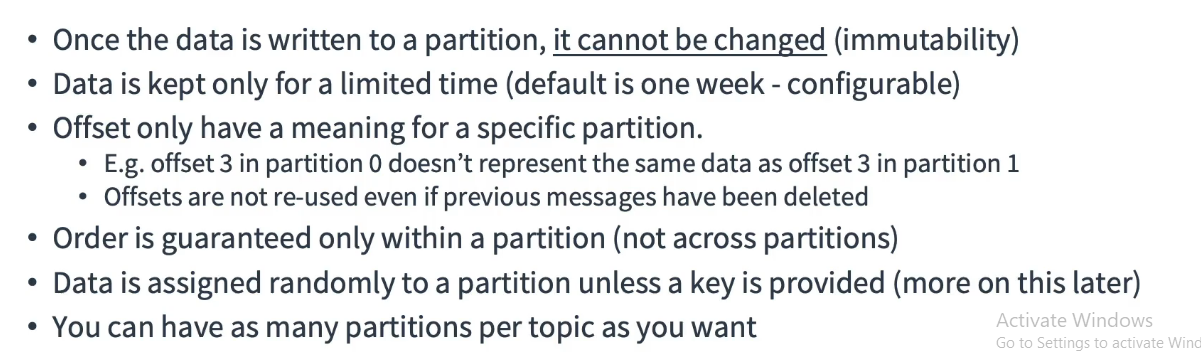 • Once the data is written to a partition, it cannot be changed (immutability)
• Data is kept only for a limited time (default is one week - configurable)
• Offset only have a meaning for a specific partition.
• E.g. offset 3 in partition 0 doesn't represent the same data as offset 3 in partition 1
• Offsets are not re-used even if previous messages have been deleted
• Order is guaranteed only within a partition (not across partitions)
• Data is assigned randomly to a partition unless a key is provided (more on this later)
• You can have as many partitions per topic as you want
Activate Windows
Go to Settings to activate Wind